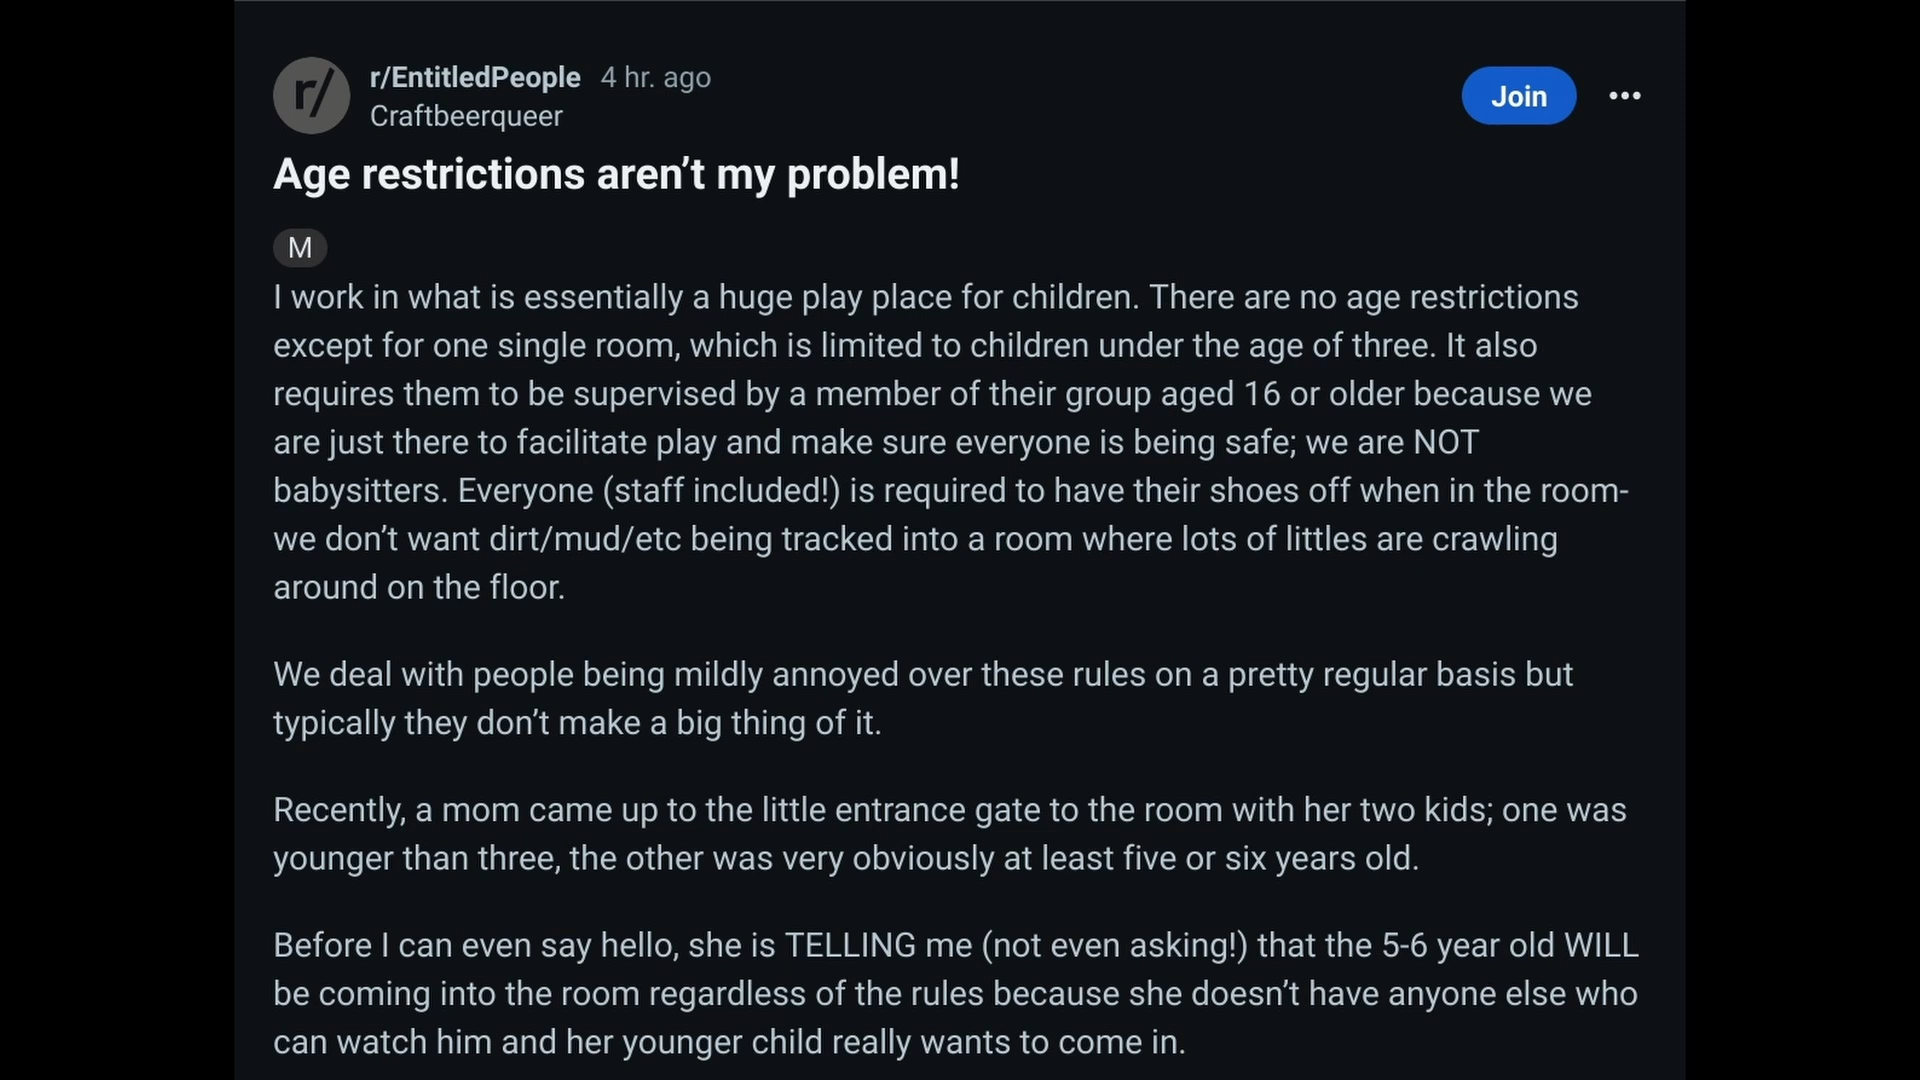 r/
r/EntitledPeople 4 hr. ago
Craftbeerqueer
Join
Age restrictions aren’t my problem!
M
I work in what is essentially a huge play place for children. There are no age restrictions
except for one single room, which is limited to children under the age of three. It also
requires them to be supervised by a member of their group aged 16 or older because we
are just there to facilitate play and make sure everyone is being safe; we are NOT
babysitters. Everyone (staff included!) is required to have their shoes off when in the room-
we don’t want dirt/mud/etc being tracked into a room where lots of littles are crawling
around on the floor.
We deal with people being mildly annoyed over these rules on a pretty regular basis but
typically they don’t make a big thing of it.
Recently, a mom came up to the little entrance gate to the room with her two kids; one was
younger than three, the other was very obviously at least five or six years old.
Before I can even say hello, she is TELLING me (not even asking!) that the 5-6 year old WILL
be coming into the room regardless of the rules because she doesn’t have anyone else who
can watch him and her younger child really wants to come in.